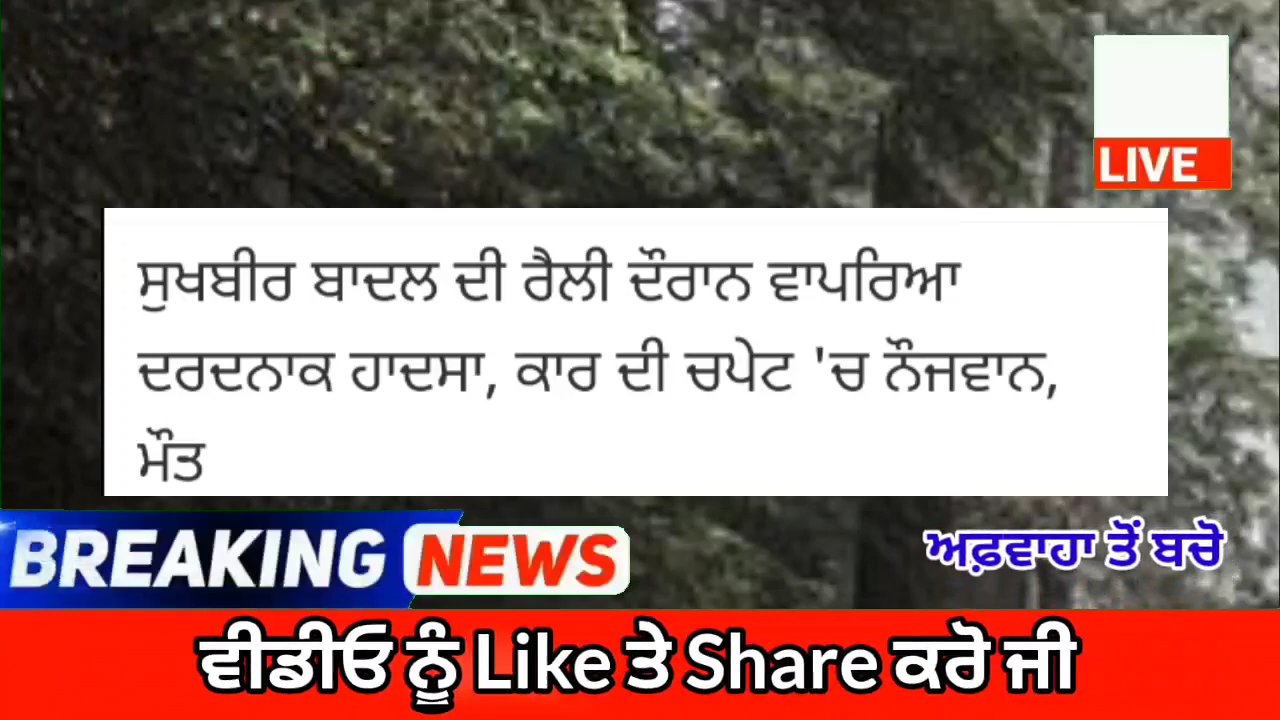 LIVE
ਸੁਖਬੀਰ ਬਾਦਲ ਦੀ ਰੈਲੀ ਦੌਰਾਨ ਵਾਪਰਿਆ
ਦਰਦਨਾਕ ਹਾਦਸਾ, ਕਾਰ ਦੀ ਚਪੇਟ 'ਚ ਨੌਜਵਾਨ,
ਮੌਤ
BREAKING NEWS
ਅਫ਼ਵਾਹਾ ਤੋਂ ਬਚੋ
ਵੀਡੀਓ ਨੂੰ Like ਤੇ Share ਕਰੋ ਜੀ